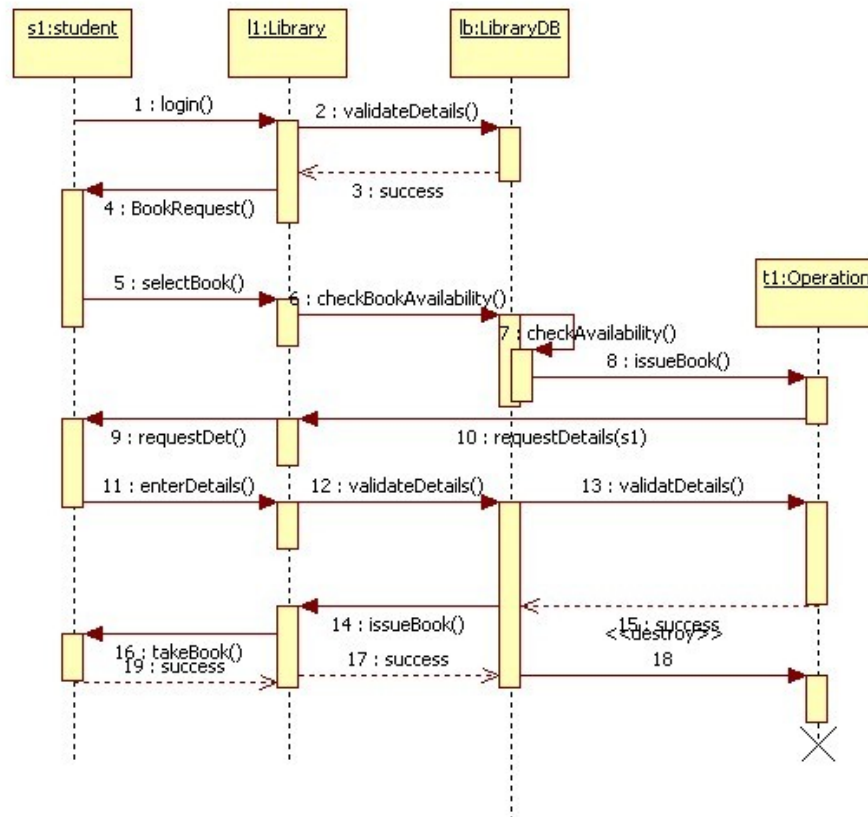 s1:student
l1:Library
lb:LibraryDB
1 : login()
2 : validateDetails()
3 : success
4 : BookRequest()
t1:Operation
5 : selectBook()
6 : checkBookAvailability()
7 : checkAvailability()
8 : issueBook()
9 : requestDet()
10 : requestDetails(s1)
11 : enterDetails()
12 : validateDetails()
13 : validatDetails()
14 : issueBook()
15 : success
<<destroy>>
16 : takeBook()
17 : success
18
19 : success